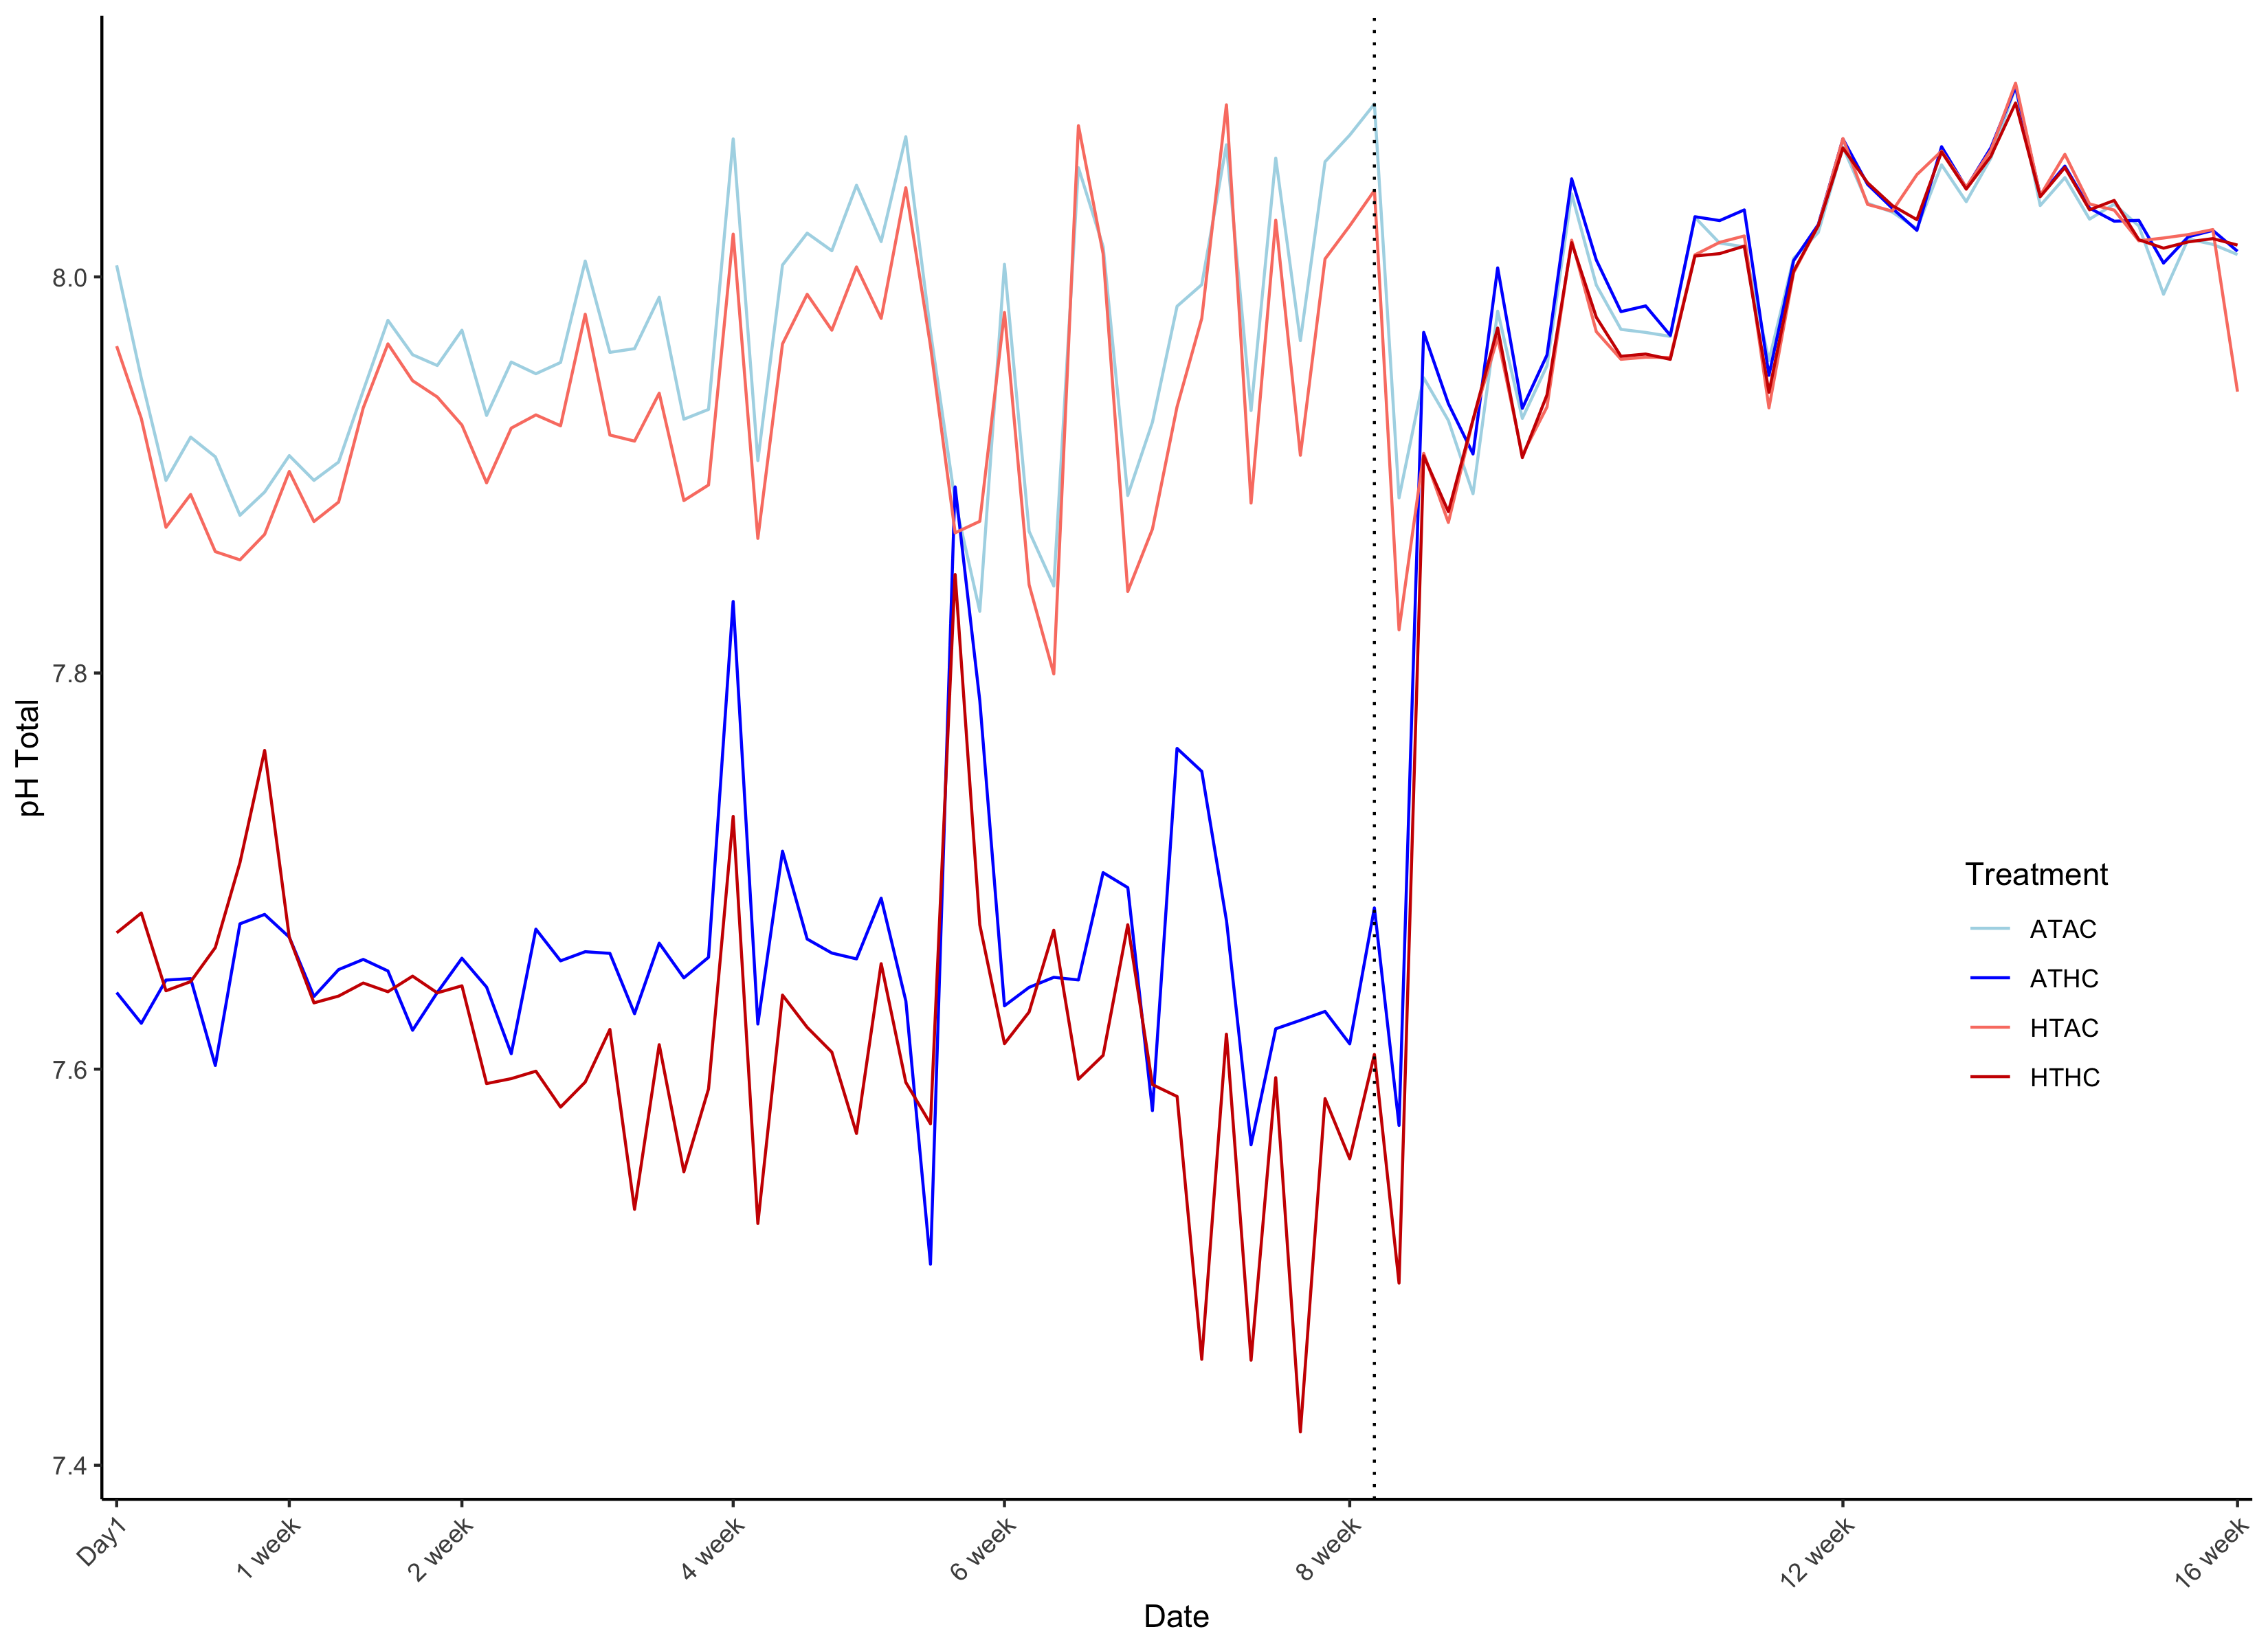 8.0
7.8
7.6
7.4
pH Total
Day1
1 week
2 week
4 week
6 week
8 week
12 week
16 week
Date
Treatment
ATAC
ATHC
HTAC
HTHC